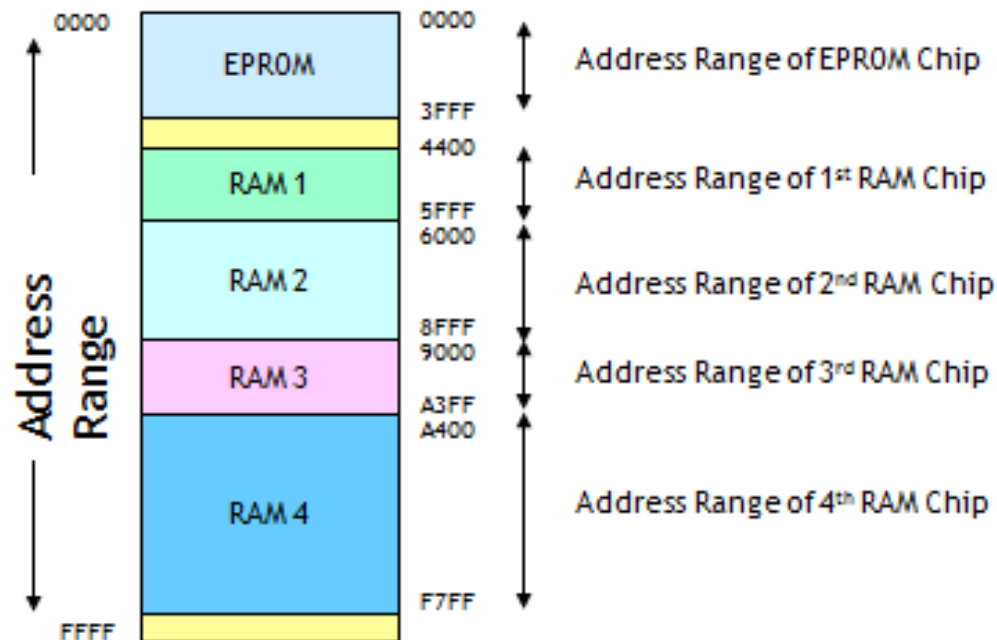 0000
0000
EPROM
Address Range of EPROM Chip
3FFF
4400
RAM 1
Address Range of 1st RAM Chip
5FFF
6000
RAM 2
Address Range of 2nd RAM Chip
8FFF
9000
RAM 3
Address Range of 3rd RAM Chip
A3FF
A400
RAM 4
Address Range of 4th RAM Chip
F7FF
FFFF
Address
Range